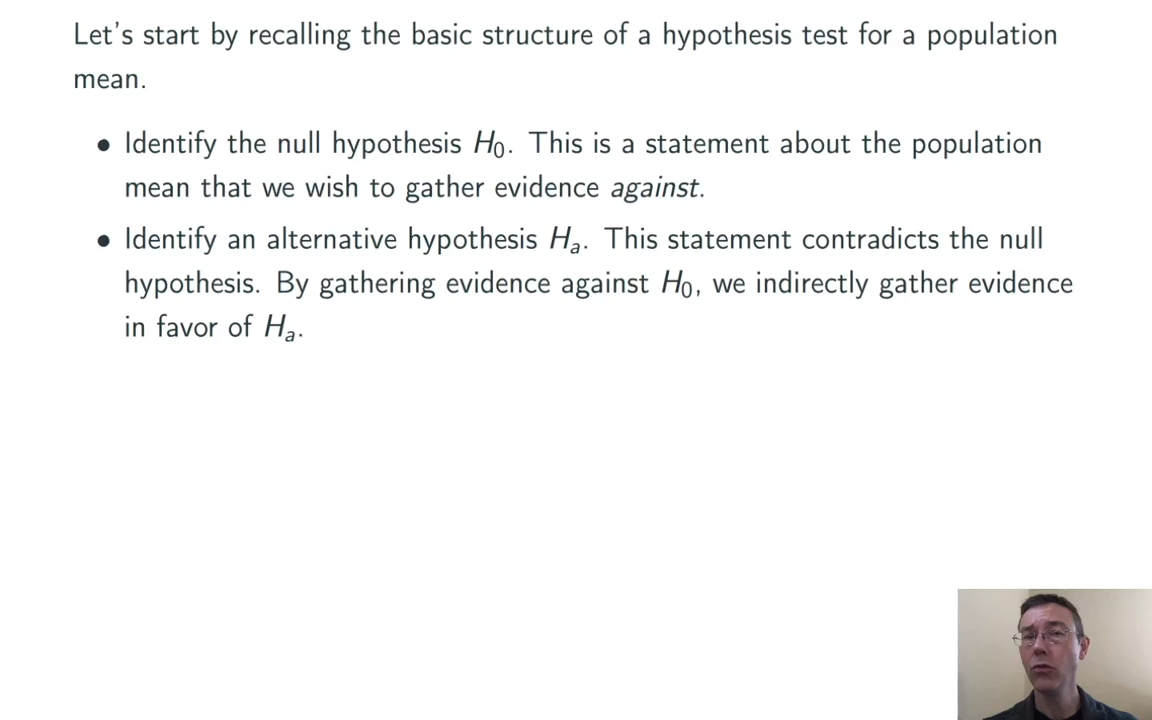 Let's start by recalling the basic structure of a hypothesis test for a population
mean.
• Identify the null hypothesis H₀. This is a statement about the population
mean that we wish to gather evidence against.
• Identify an alternative hypothesis Hₐ. This statement contradicts the null
hypothesis. By gathering evidence against H₀, we indirectly gather evidence
in favor of Hₐ.